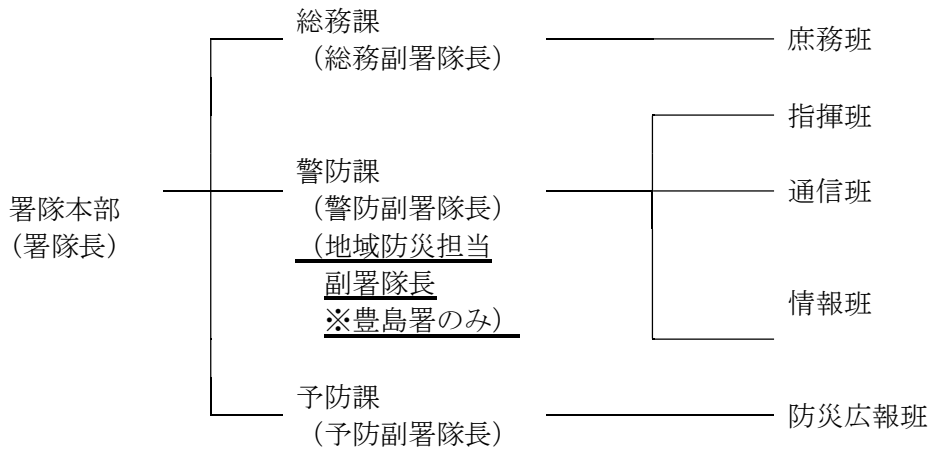 署隊本部
（署隊長）
総務課
（総務副署隊長）
警防課
（警防副署隊長）
（地域防災担当
副署隊長
※豊島署のみ）
予防課
（予防副署隊長）
庶務班
指揮班
通信班
情報班
防災広報班